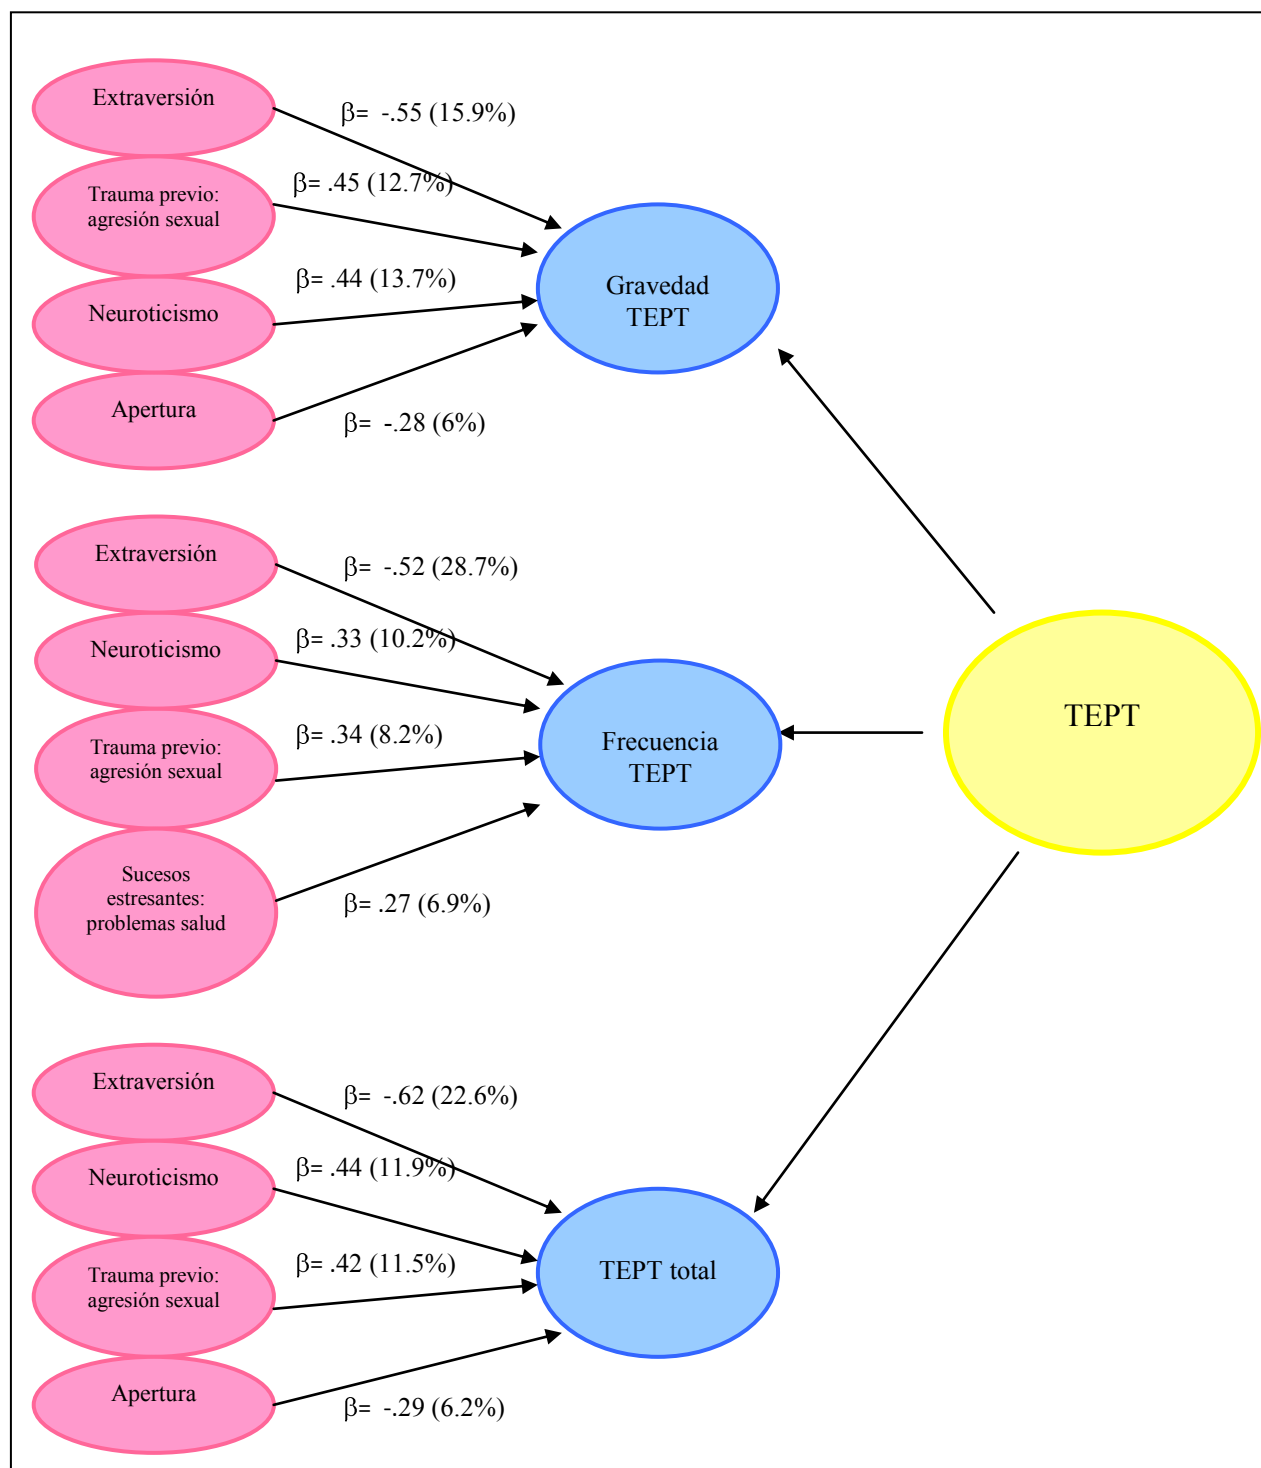 Extraversión
β= -.55 (15.9%)
Trauma previo:
agresión sexual
β= .45 (12.7%)
Neuroticismo
β= .44 (13.7%)
Apertura
β= -.28 (6%)
Gravedad
TEPT
Extraversión
β= -.52 (28.7%)
Neuroticismo
β= .33 (10.2%)
Trauma previo:
agresión sexual
β= .34 (8.2%)
Sucesos
estresantes:
problemas salud
β= .27 (6.9%)
Frecuencia
TEPT
TEPT
Extraversión
β= -.62 (22.6%)
Neuroticismo
β= .44 (11.9%)
Trauma previo:
agresión sexual
β= .42 (11.5%)
Apertura
β= -.29 (6.2%)
TEPT total